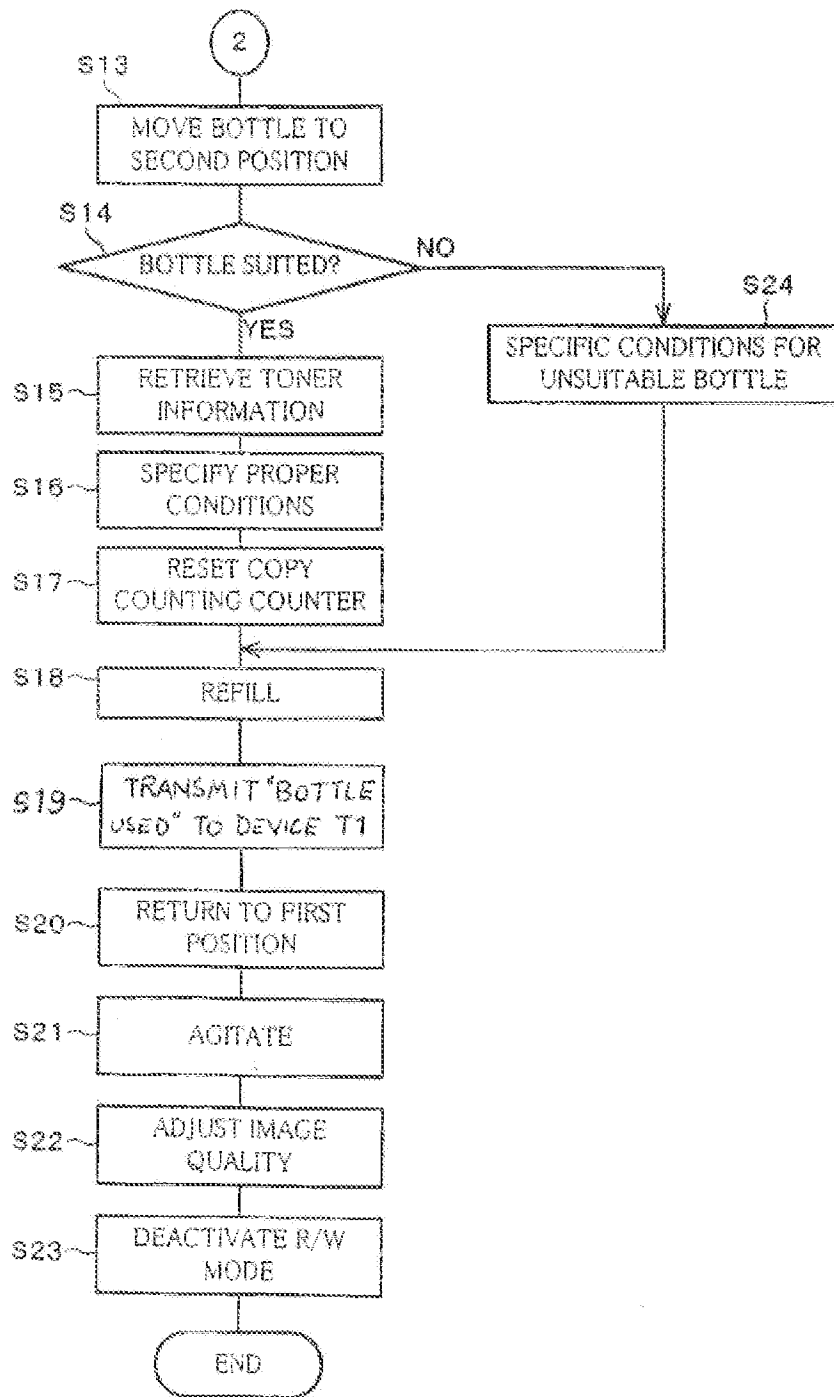 2
S13
MOVE BOTTLE TO
SECOND POSITION
S14
BOTTLE SUITED?
NO
YES
S24
SPECIFIC CONDITIONS FOR
UNSUITABLE BOTTLE
S15
RETRIEVE TONER
INFORMATION
S16
SPECIFY PROPER
CONDITIONS
S17
RESET COPY
COUNTING COUNTER
S18
REFILL
S19
TRANSMIT "BOTTLE
USED" TO DEVICE T1
S20
RETURN TO FIRST
POSITION
S21
AGITATE
S22
ADJUST IMAGE
QUALITY
S23
DEACTIVATE R/W
MODE
END